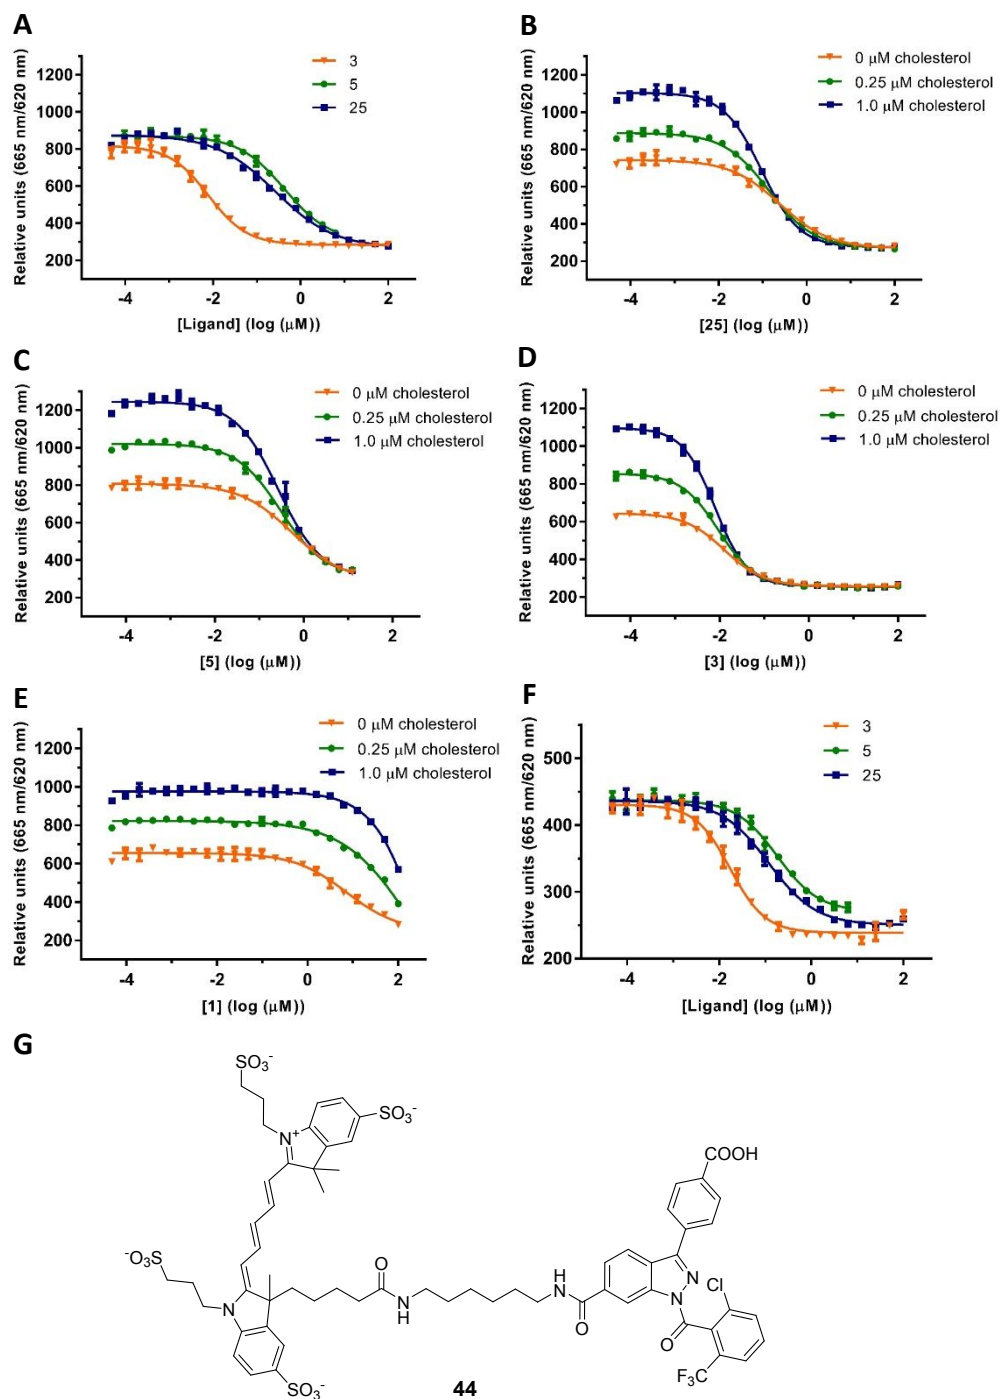 A
Relative units (665 nm/620 nm)
1300
1200
1000
800
600
400
200
-4
-2
0
2
[Ligand] (log (μM))
3
5
25
B
Relative units (665 nm/620 nm)
1200
1000
800
600
400
200
-4
-2
0
2
[25] (log (μM))
0 μM cholesterol
0.25 μM cholesterol
1.0 μM cholesterol
C
Relative units (665 nm/620 nm)
1200
1000
800
600
400
200
-4
-2
0
2
[5] (log (μM))
0 μM cholesterol
0.25 μM cholesterol
1.0 μM cholesterol
D
Relative units (665 nm/620 nm)
1200
1000
800
600
400
200
-4
-2
0
2
[3] (log (μM))
0 μM cholesterol
0.25 μM cholesterol
1.0 μM cholesterol
E
Relative units (665 nm/620 nm)
1200
1000
800
600
400
200
-4
-2
0
2
[1] (log (μM))
0 μM cholesterol
0.25 μM cholesterol
1.0 μM cholesterol
F
Relative units (665 nm/620 nm)
500
400
300
200
-4
-2
0
2
[Ligand] (log (μM))
3
5
25
G
SO3-
SO3-
N+
-O3S
N
SO3-
O
N
H
H
N
O
COOH
N
N
Cl
O
F3C
44